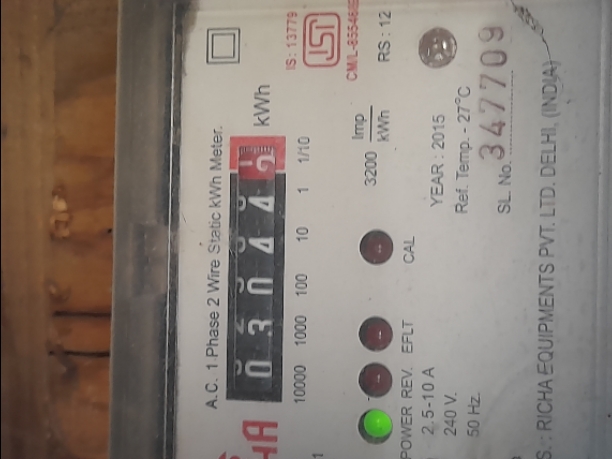 A.C. 1 Phase 2 Wire Static kWh Meter.
0 3 0 4 4 2 kWh
10000 1000 100 10 1 1/10
3200 Imp
kWh
POWER REV. EFLT CAL
2.5-10 A
240 V.
50 Hz.
IS : 13779
RS : 12
YEAR : 2015
Ref. Temp. - 27°C
SL. No. 347709
S. : RICHA EQUIPMENTS PVT. LTD. DELHI, (INDIA)